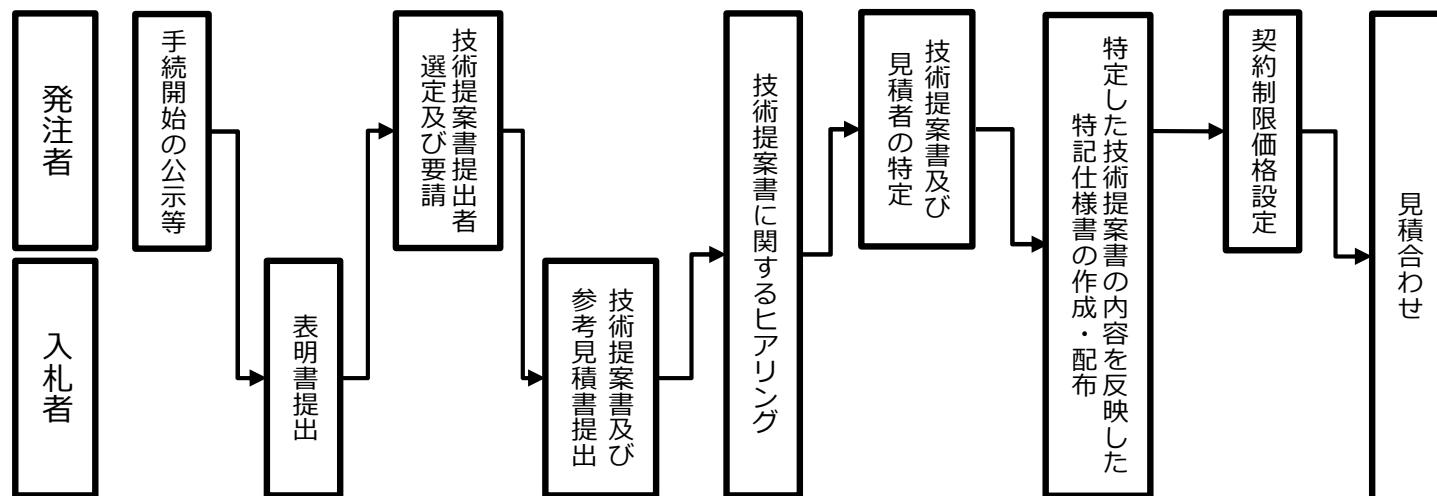 発注者
入札者
手続開始の公示等
表明書提出
技術提案書提出者
選定及び要請
技術提案書及び
参考見積書提出
技術提案書に関するヒアリング
技術提案書及び
見積者の特定
特定した技術提案書の内容を反映した
特記仕様書の作成・配布
契約制限価格設定
見積合わせ